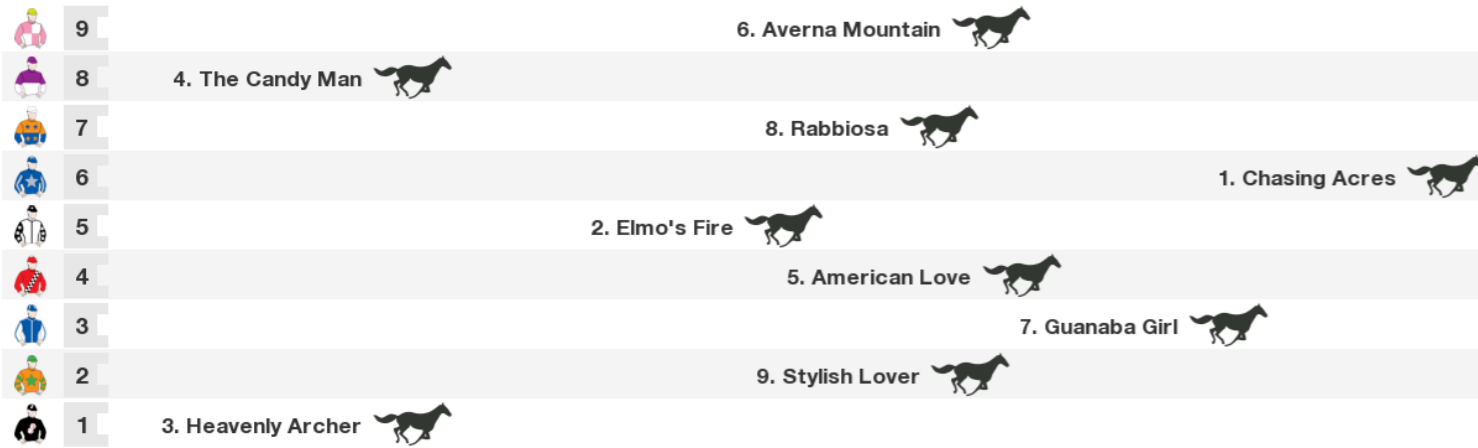 9 6. Averna Mountain
8 4. The Candy Man
7 8. Rabbiosa
6 1. Chasing Acres
5 2. Elmo's Fire
4 5. American Love
3 7. Guanaba Girl
2 9. Stylish Lover
1 3. Heavenly Archer